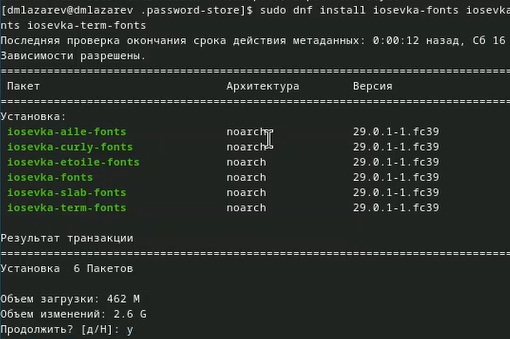 [dmlazarev@dmlazarev .password-store]$ sudo dnf install iosevka-fonts iosevka
nts iosevka-term-fonts
Последняя проверка окончания срока действия метаданных: 0:00:12 назад, Сб 16
Зависимости разрешены.
================================================================================
Пакет Архитектура Версия
================================================================================
Установка:
iosevka-aile-fonts noarch 29.0.1-1.fc39
iosevka-curly-fonts noarch 29.0.1-1.fc39
iosevka-etoile-fonts noarch 29.0.1-1.fc39
iosevka-fonts noarch 29.0.1-1.fc39
iosevka-slab-fonts noarch 29.0.1-1.fc39
iosevka-term-fonts noarch 29.0.1-1.fc39
Результат транзакции
================================================================================
Установка 6 Пакетов
Объем загрузки: 462 M
Объем изменений: 2.6 G
Продолжить? [д/Н]: y